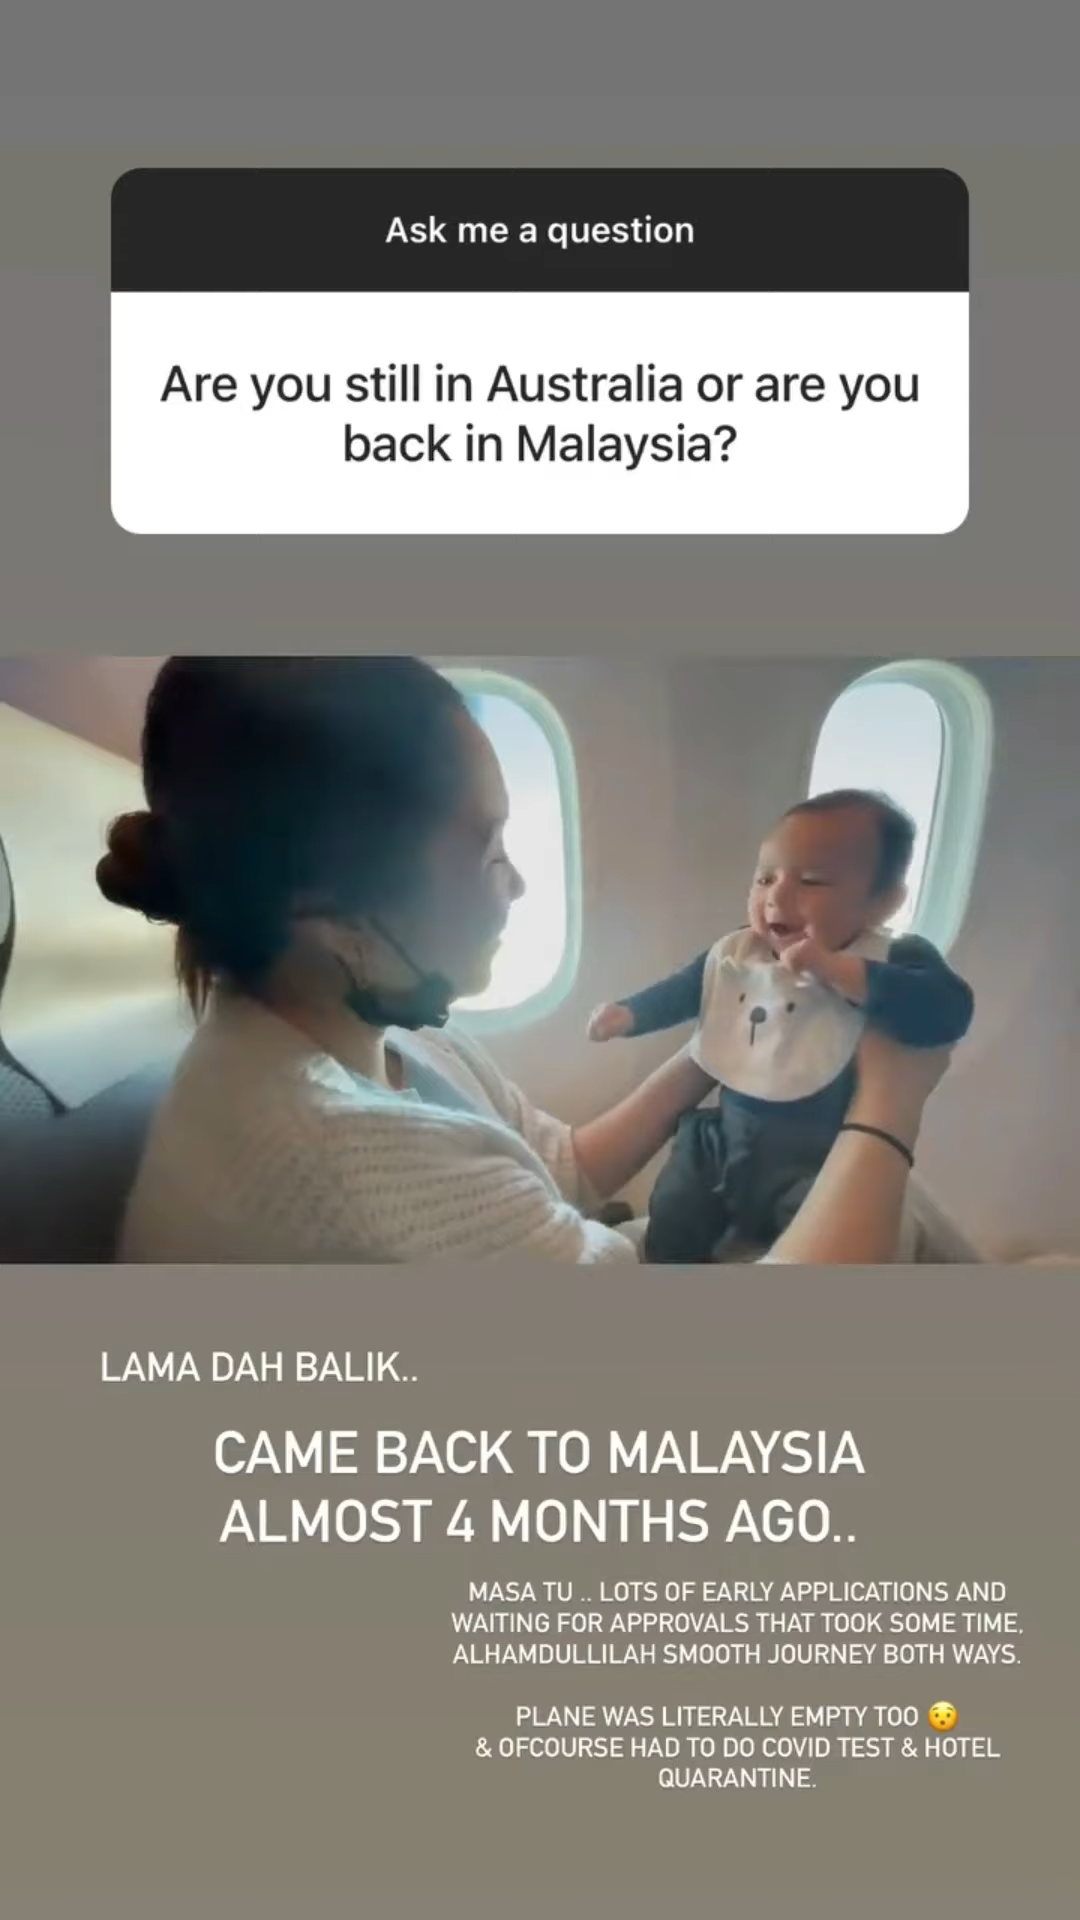 Ask me a question
Are you still in Australia or are you
back in Malaysia?
LAMA DAH BALIK..
CAME BACK TO MALAYSIA
ALMOST 4 MONTHS AGO..
MASA TU .. LOTS OF EARLY APPLICATIONS AND
WAITING FOR APPROVALS THAT TOOK SOME TIME,
ALHAMDULLILAH SMOOTH JOURNEY BOTH WAYS.
PLANE WAS LITERALLY EMPTY TOO 😯
& OFCOURSE HAD TO DO COVID TEST & HOTEL
QUARANTINE.